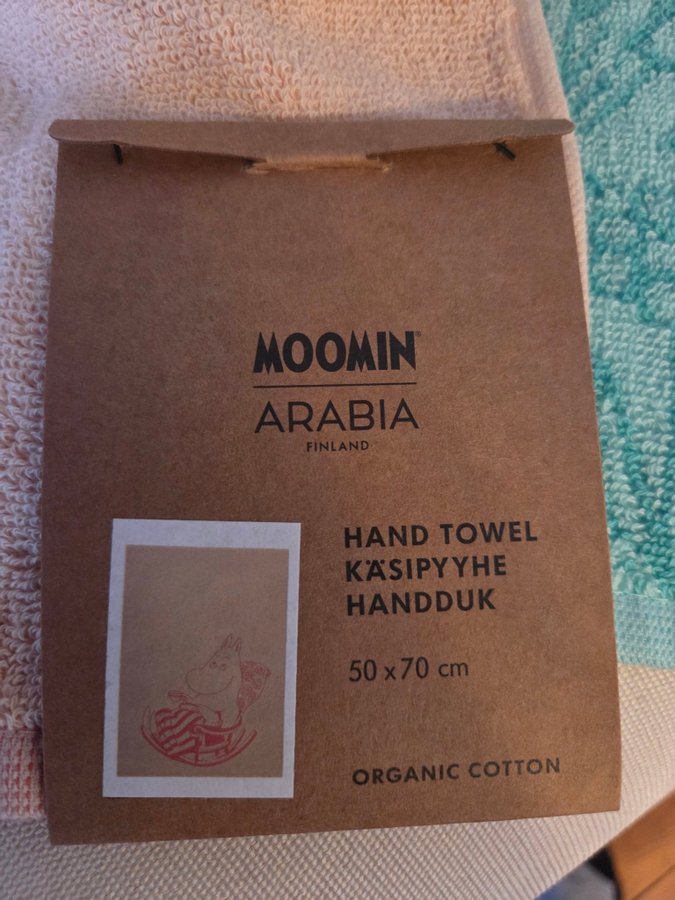 MOOMIN®
ARABIA
FINLAND
HAND TOWEL
KÄSIPYYHE
HANDDUK
50 x 70 cm
ORGANIC COTTON